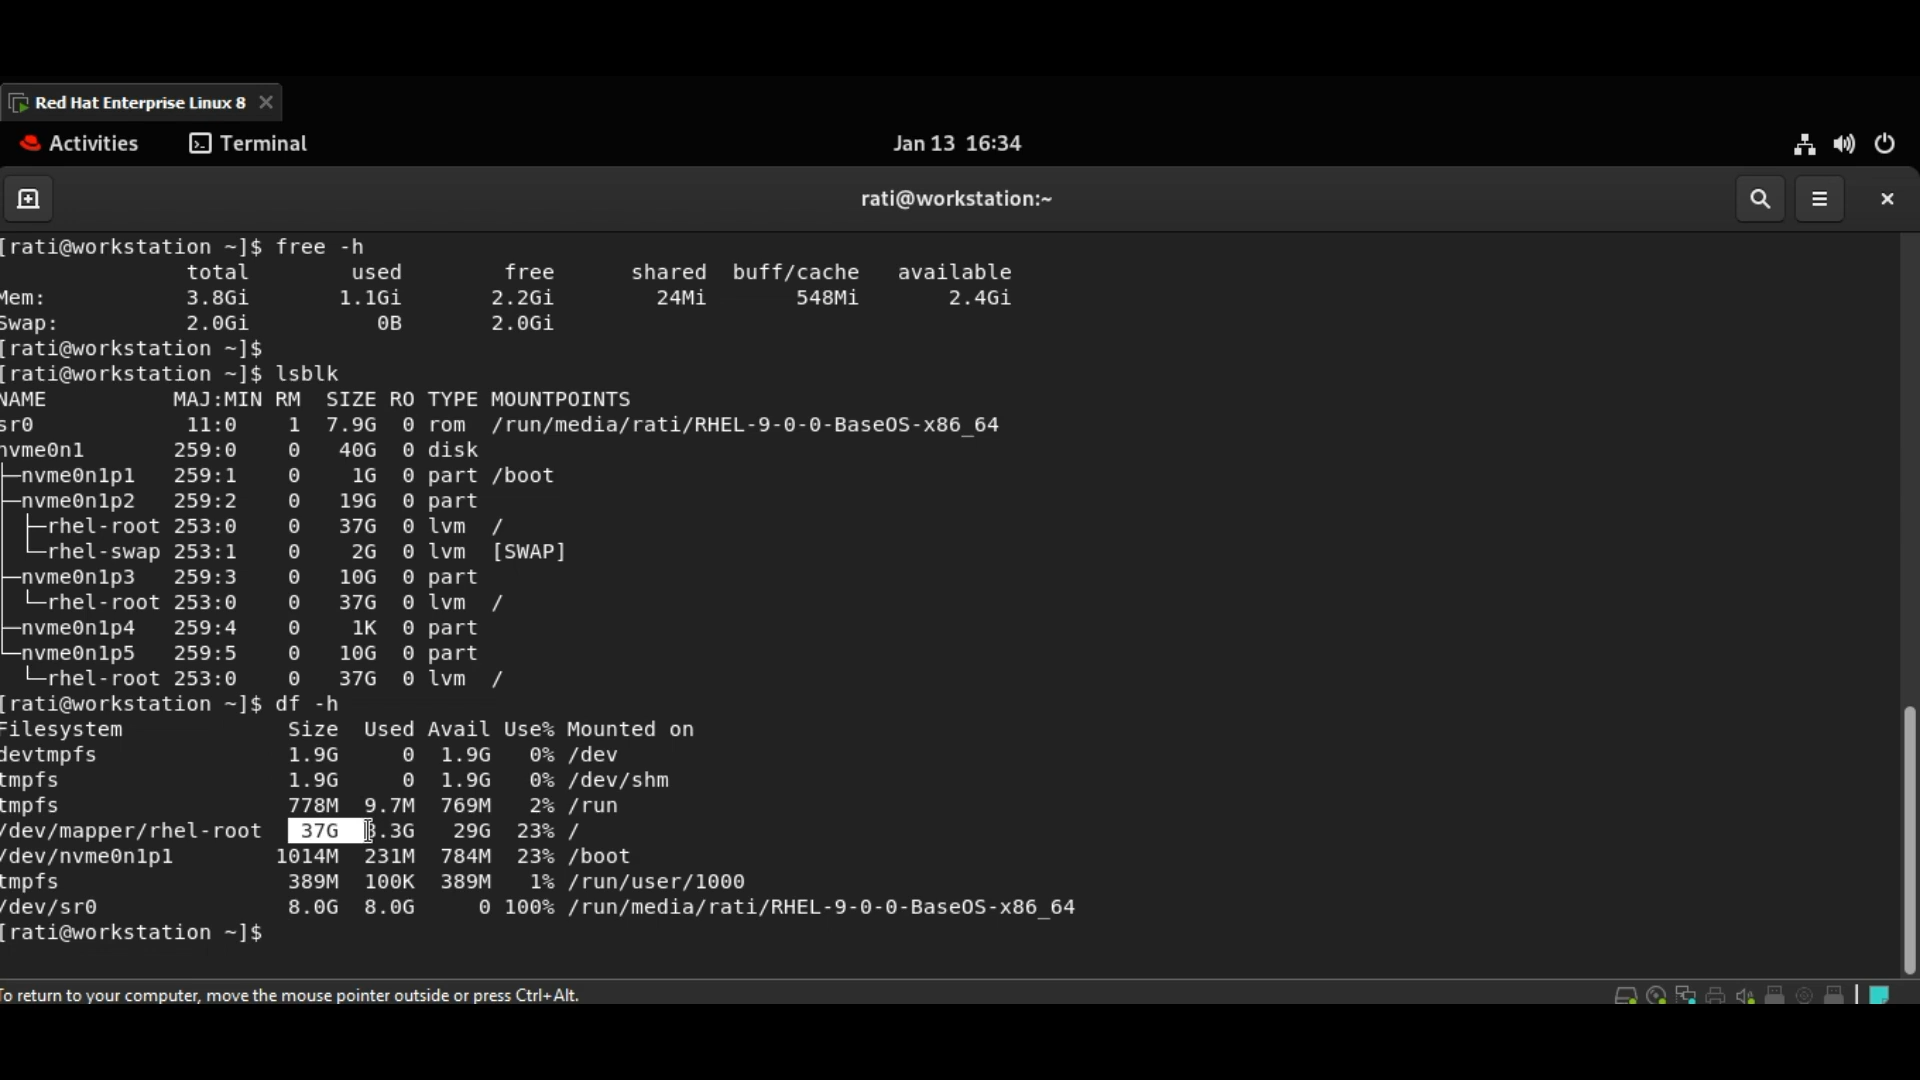 Red Hat Enterprise Linux 8
Activities Terminal Jan 13 16:34
rati@workstation:~
[rati@workstation ~]$ free -h
total used free shared buff/cache available
Mem: 3.8Gi 1.1Gi 2.2Gi 24Mi 548Mi 2.4Gi
Swap: 2.0Gi 0B 2.0Gi
[rati@workstation ~]$
[rati@workstation ~]$ lsblk
NAME MAJ:MIN RM SIZE RO TYPE MOUNTPOINTS
sr0 11:0 1 7.9G 0 rom /run/media/rati/RHEL-9-0-0-BaseOS-x86_64
nvme0n1 259:0 0 40G 0 disk
├─nvme0n1p1 259:1 0 1G 0 part /boot
├─nvme0n1p2 259:2 0 19G 0 part
│ ├─rhel-root 253:0 0 37G 0 lvm /
│ └─rhel-swap 253:1 0 2G 0 lvm [SWAP]
├─nvme0n1p3 259:3 0 10G 0 part
│ └─rhel-root 253:0 0 37G 0 lvm /
├─nvme0n1p4 259:4 0 1K 0 part
└─nvme0n1p5 259:5 0 10G 0 part
└─rhel-root 253:0 0 37G 0 lvm /
[rati@workstation ~]$ df -h
Filesystem Size Used Avail Use% Mounted on
devtmpfs 1.9G 0 1.9G 0% /dev
tmpfs 1.9G 0 1.9G 0% /dev/shm
tmpfs 778M 9.7M 769M 2% /run
/dev/mapper/rhel-root 37G 8.3G 29G 23% /
/dev/nvme0n1p1 1014M 231M 784M 23% /boot
tmpfs 389M 100K 389M 1% /run/user/1000
/dev/sr0 8.0G 8.0G 0 100% /run/media/rati/RHEL-9-0-0-BaseOS-x86_64
[rati@workstation ~]$
To return to your computer, move the mouse pointer outside or press Ctrl+Alt.